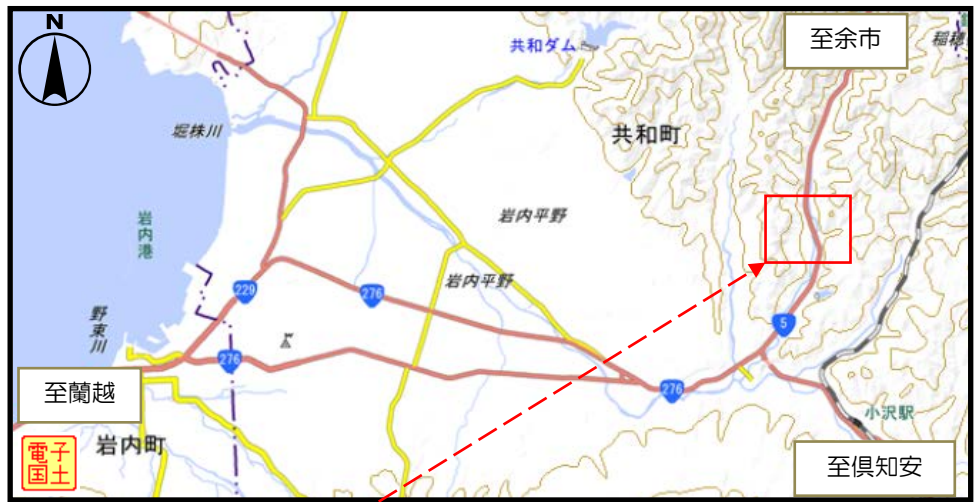 N
至余市
稲穂
共和ダム
堀株川
共和町
岩内平野
岩内港
岩内平野
229
276
野束川
5
276
276
至蘭越
小沢駅
岩内町
至倶知安
電子
国土